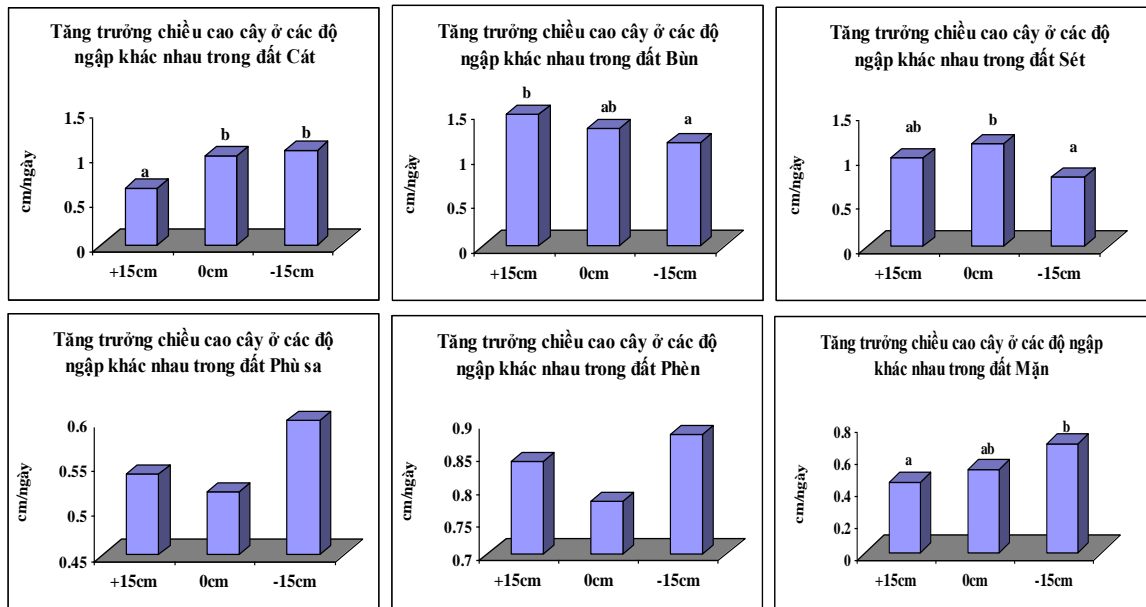 Tăng trưởng chiều cao cây ở các độ
ngập khác nhau trong đất Cát
cm/ngày
1.5
1
0.5
0
a
b
b
+15cm 0cm -15cm
Tăng trưởng chiều cao cây ở các độ
ngập khác nhau trong đất Bùn
cm/ngày
1.5
1
0.5
0
b
ab
a
+15cm 0cm -15cm
Tăng trưởng chiều cao cây ở các độ
ngập khác nhau trong đất Sét
cm/ngày
1.5
1
0.5
0
ab
b
a
+15cm 0cm -15cm
Tăng trưởng chiều cao cây ở các độ
ngập khác nhau trong đất Phù sa
cm/ngày
0.6
0.55
0.5
0.45
+15cm 0cm -15cm
Tăng trưởng chiều cao cây ở các độ
ngập khác nhau trong đất Phèn
cm/ngày
0.9
0.85
0.8
0.75
0.7
+15cm 0cm -15cm
Tăng trưởng chiều cao cây ở các độ ngập
khác nhau trong đất Mặn
cm/ngày
0.8
0.6
0.4
0.2
0
a
ab
b
+15cm 0cm -15cm